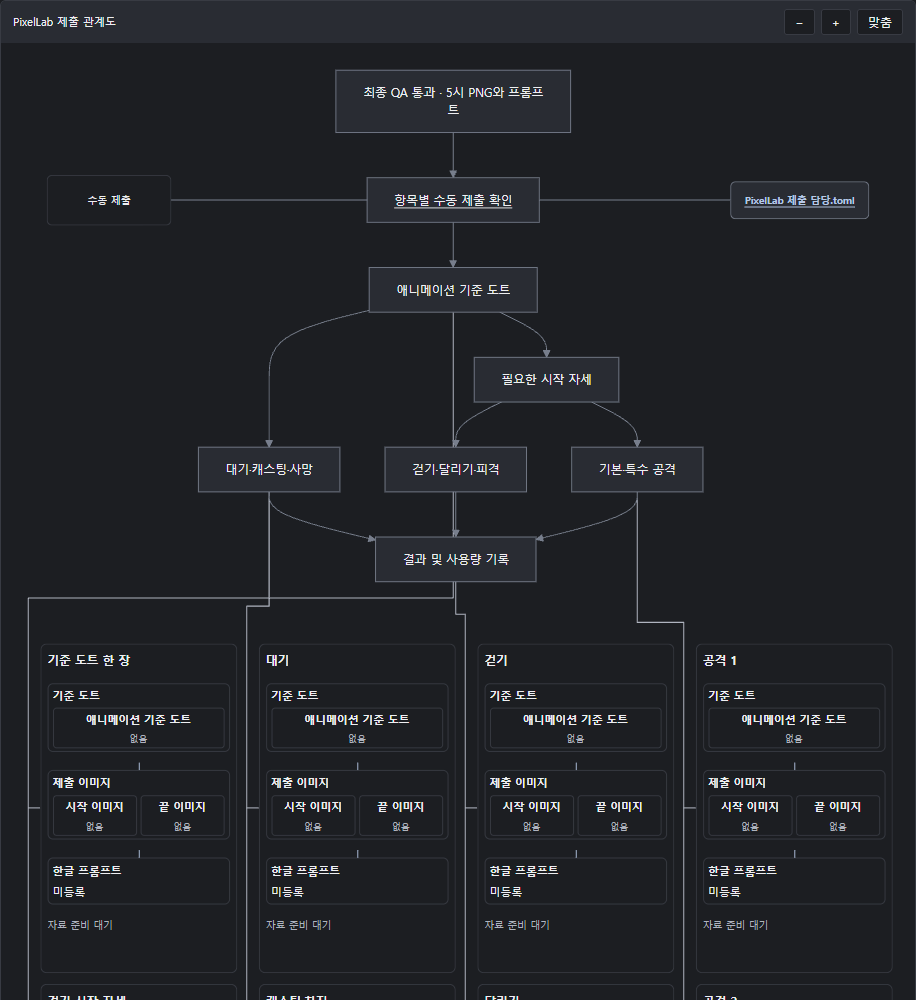 PixelLab 제출 관계도
−
+
맞춤
최종 QA 통과 · 5시 PNG와 프롬프
트
수동 제출
항목별 수동 제출 확인
PixelLab 제출 담당.toml
애니메이션 기준 도트
필요한 시작 자세
대기·캐스팅·사망
걷기·달리기·피격
기본·특수 공격
결과 및 사용량 기록
기준 도트 한 장
기준 도트
애니메이션 기준 도트
없음
제출 이미지
시작 이미지
없음
끝 이미지
없음
한글 프롬프트
미등록
자료 준비 대기
대기
기준 도트
애니메이션 기준 도트
없음
제출 이미지
시작 이미지
없음
끝 이미지
없음
한글 프롬프트
미등록
자료 준비 대기
걷기
기준 도트
애니메이션 기준 도트
없음
제출 이미지
시작 이미지
없음
끝 이미지
없음
한글 프롬프트
미등록
자료 준비 대기
공격 1
기준 도트
애니메이션 기준 도트
없음
제출 이미지
시작 이미지
없음
끝 이미지
없음
한글 프롬프트
미등록
자료 준비 대기